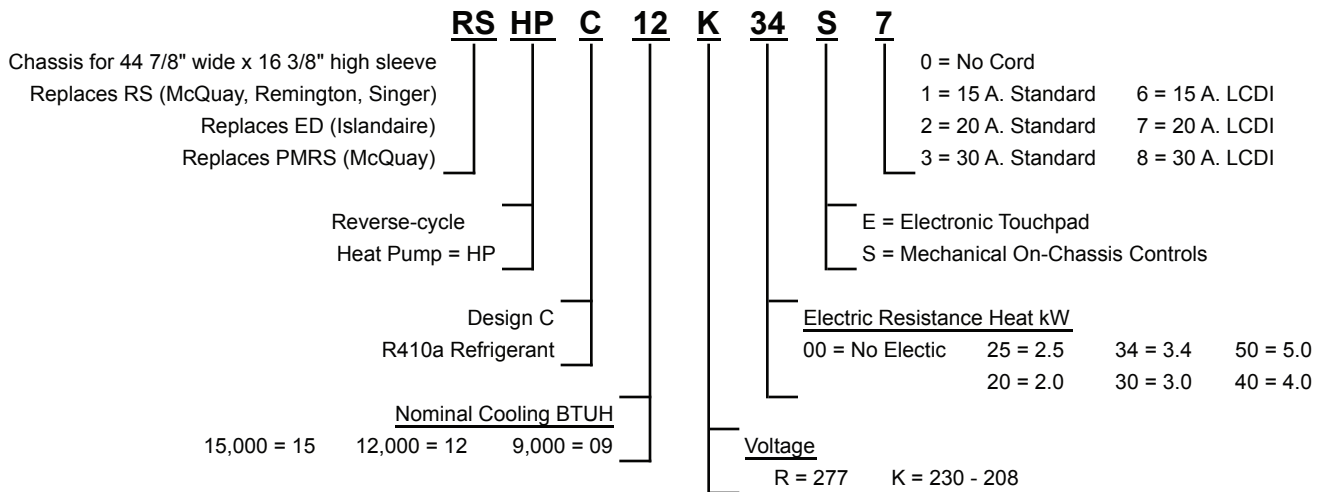 RS HP C 12 K 34 S 7
Chassis for 44 7/8" wide x 16 3/8" high sleeve
Replaces RS (McQuay, Remington, Singer)
Replaces ED (Islandaire)
Replaces PMRS (McQuay)
0 = No Cord
1 = 15 A. Standard 6 = 15 A. LCDI
2 = 20 A. Standard 7 = 20 A. LCDI
3 = 30 A. Standard 8 = 30 A. LCDI
Reverse-cycle
Heat Pump = HP
E = Electronic Touchpad
S = Mechanical On-Chassis Controls
Design C
R410a Refrigerant
Electric Resistance Heat kW
00 = No Electic 25 = 2.5 34 = 3.4 50 = 5.0
20 = 2.0 30 = 3.0 40 = 4.0
Nominal Cooling BTUH
15,000 = 15 12,000 = 12 9,000 = 09
Voltage
R = 277 K = 230 - 208